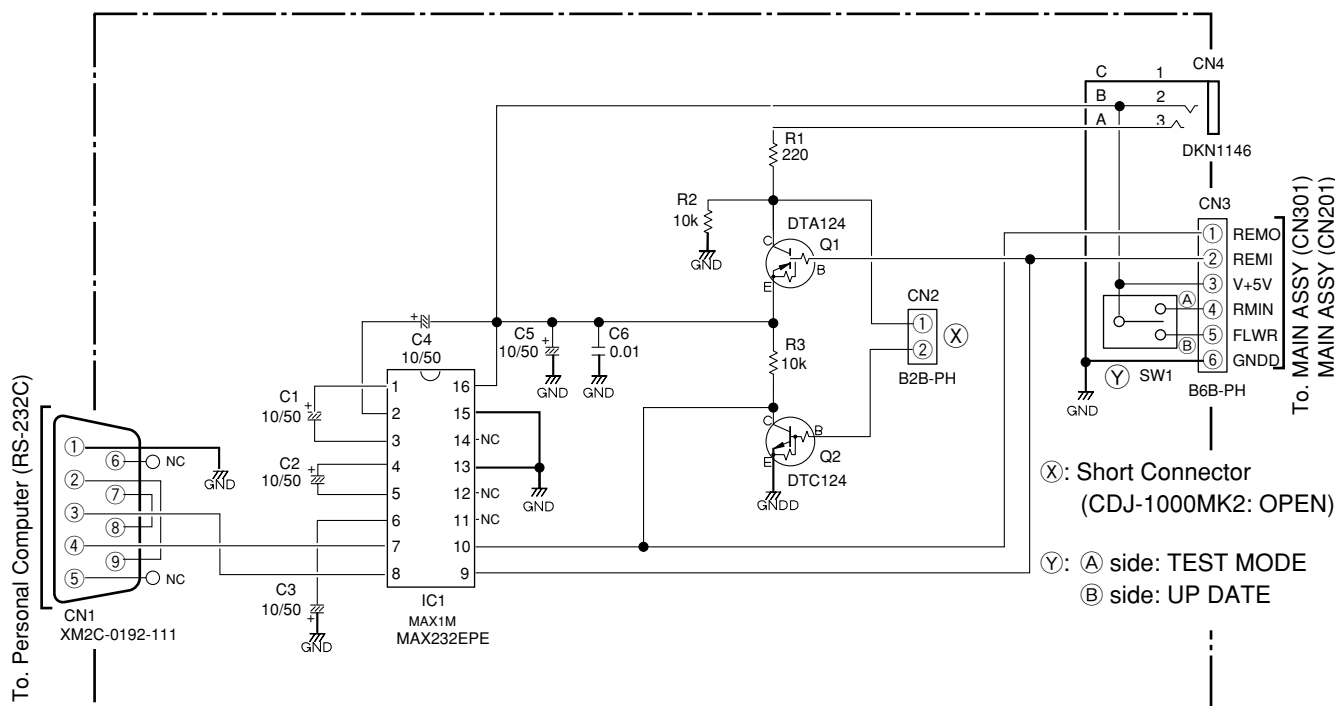 CN4
C 1
B 2
A 3
DKN1146
R1
220
R2
10k
GND
DTA124
C
Q1
B
E
CN3
① REMO
② REMI
③ V+5V
④ RMIN
⑤ FLWR
⑥ GNDD
B6B-PH
Ⓐ
Ⓑ
Ⓨ SW1
GND
To. MAIN ASSY (CN301)
MAIN ASSY (CN201)
CN2
①
②
Ⓧ
B2B-PH
+
C4
10/50
C5
+
10/50
GND
C6
0.01
GND
R3
10k
C
B
E
Q2
DTC124
GNDD
C1
+
10/50
C2
+
10/50
C3
10/50
+
GND
1 16
2 15
3 14 NC
4 13
5 12 NC
6 11 NC
7 10
8 9
GND
IC1
MAX1M
MAX232EPE
To. Personal Computer (RS-232C)
①
⑥ NC
②
⑦
③
⑧
④
⑨
⑤ NC
GND
CN1
XM2C-0192-111
Ⓧ: Short Connector
(CDJ-1000MK2: OPEN)
Ⓨ: Ⓐ side: TEST MODE
Ⓑ side: UP DATE